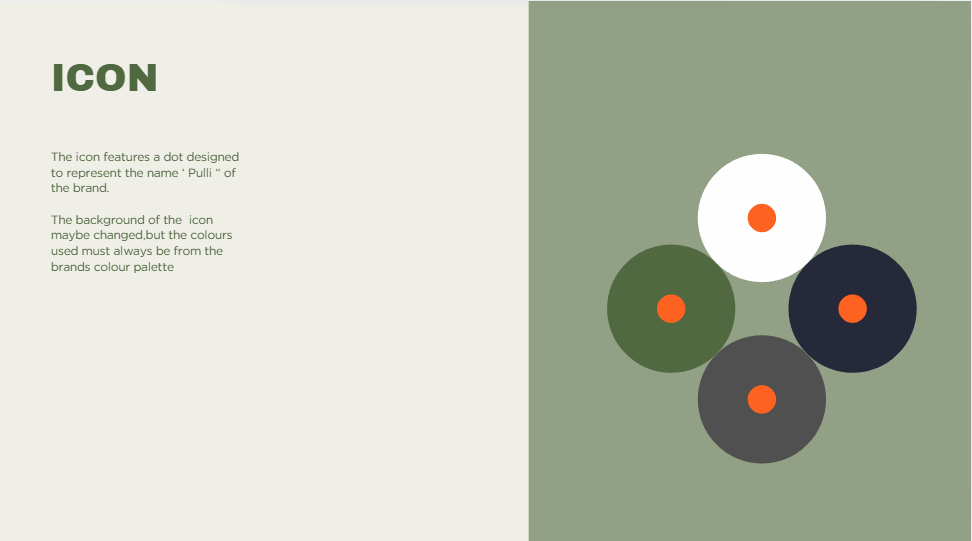 ICON
The icon features a dot designed
to represent the name ‘ Pulli “ of
the brand.
The background of the  icon
maybe changed,but the colours
used must always be from the
brands colour palette